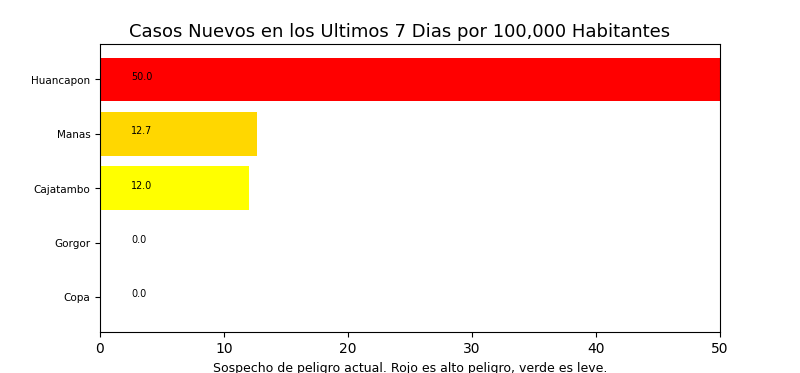 Casos Nuevos en los Ultimos 7 Dias por 100,000 Habitantes
Huancapon 50.0
Manas 12.7
Cajatambo 12.0
Gorgor 0.0
Copa 0.0
0 10 20 30 40 50
Sospecho de peligro actual. Rojo es alto peligro, verde es leve.